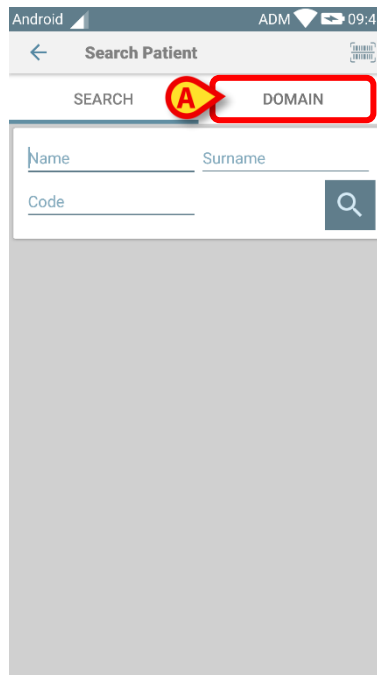 Android ADM 09:4
Search Patient
SEARCH A DOMAIN
Name Surname
Code